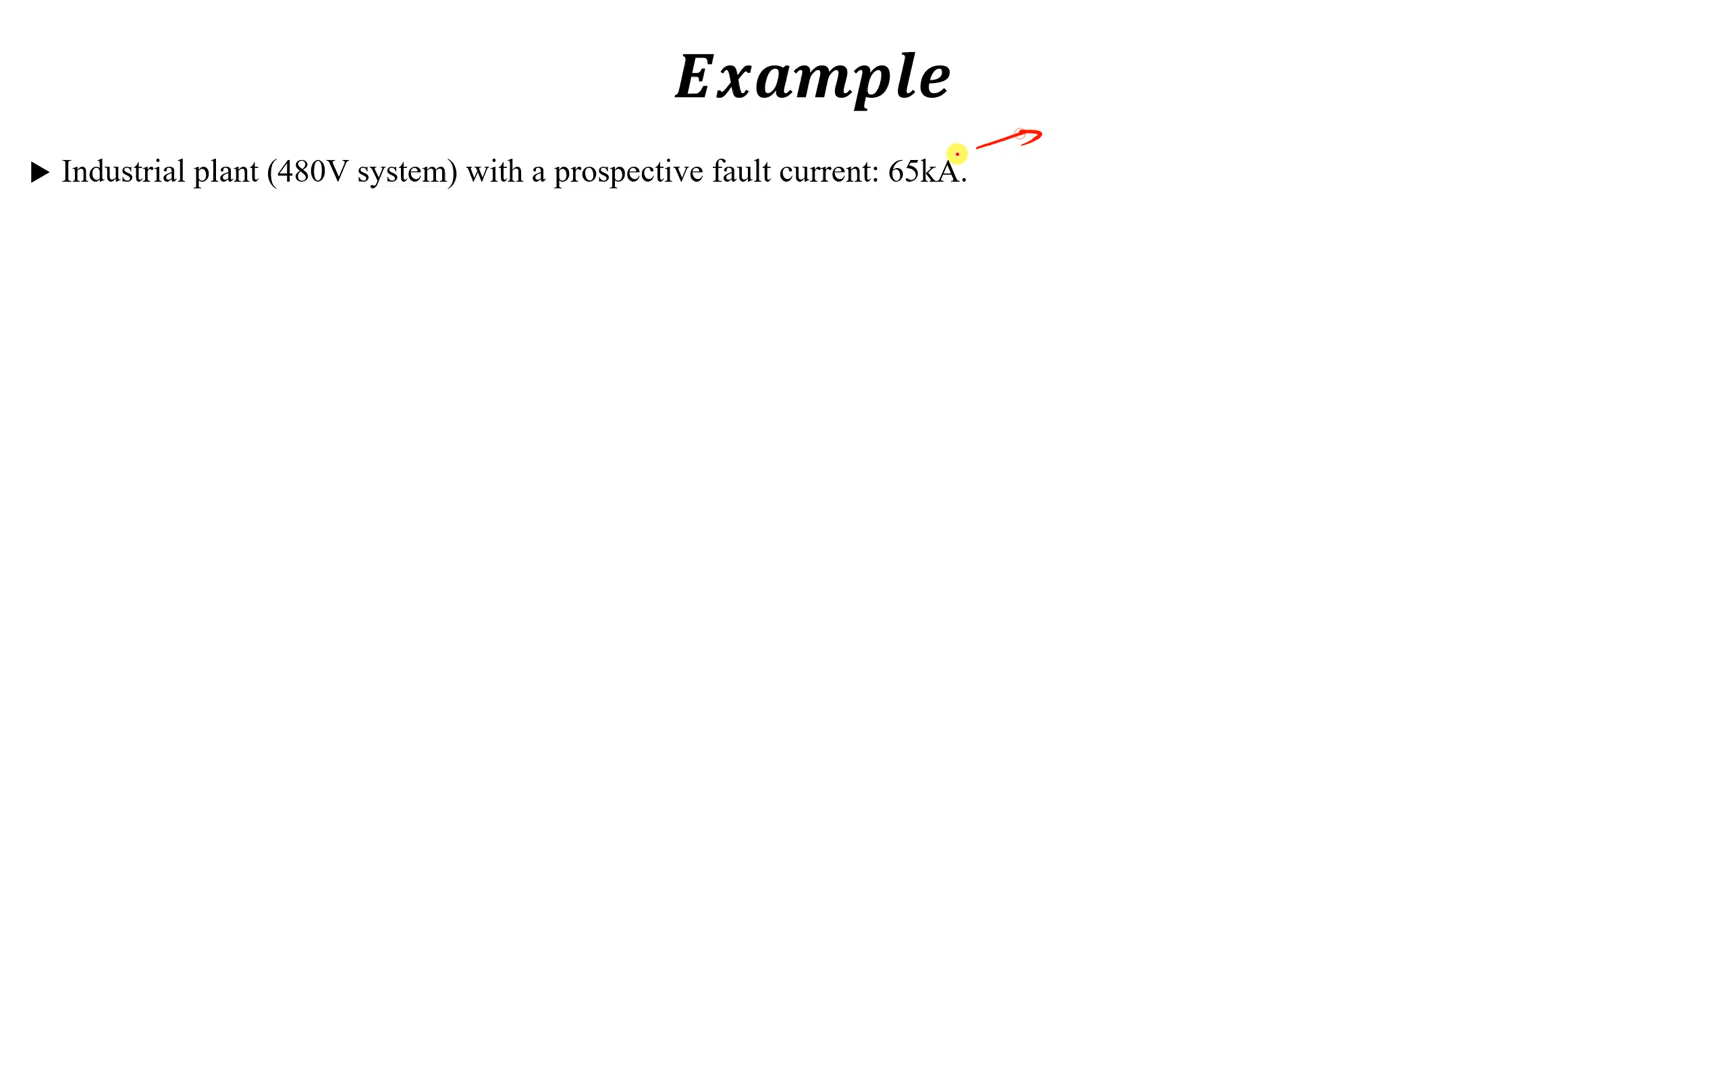 Example
► Industrial plant (480V system) with a prospective fault current: 65kA.